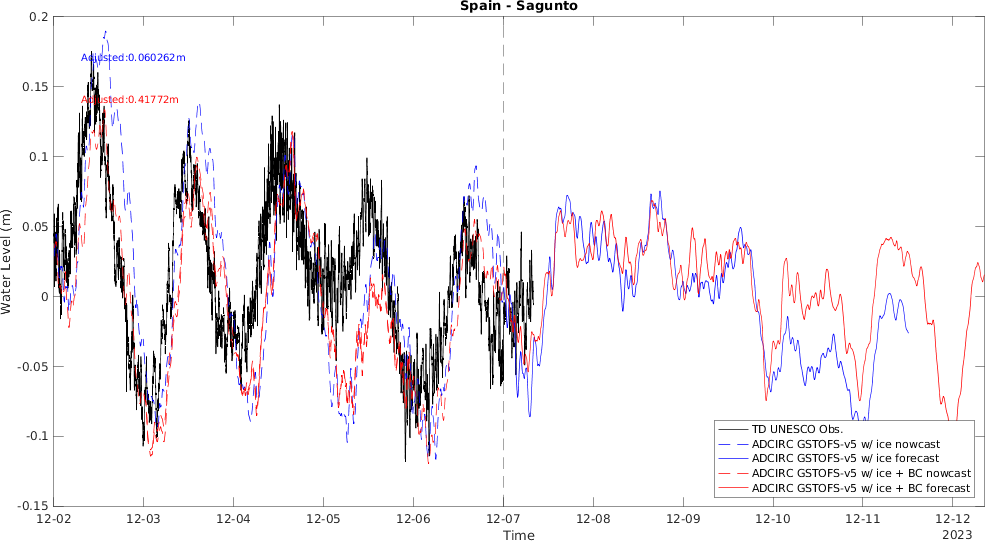 Spain - Sagunto
0.2
0.15
0.1
0.05
0
-0.05
-0.1
-0.15
Water Level (m)
Adjusted:0.060262m
Adjusted:0.41772m
TD UNESCO Obs.
ADCIRC GSTOFS-v5 w/ ice nowcast
ADCIRC GSTOFS-v5 w/ ice forecast
ADCIRC GSTOFS-v5 w/ ice + BC nowcast
ADCIRC GSTOFS-v5 w/ ice + BC forecast
12-02 12-03 12-04 12-05 12-06 12-07 12-08 12-09 12-10 12-11 12-12
2023
Time